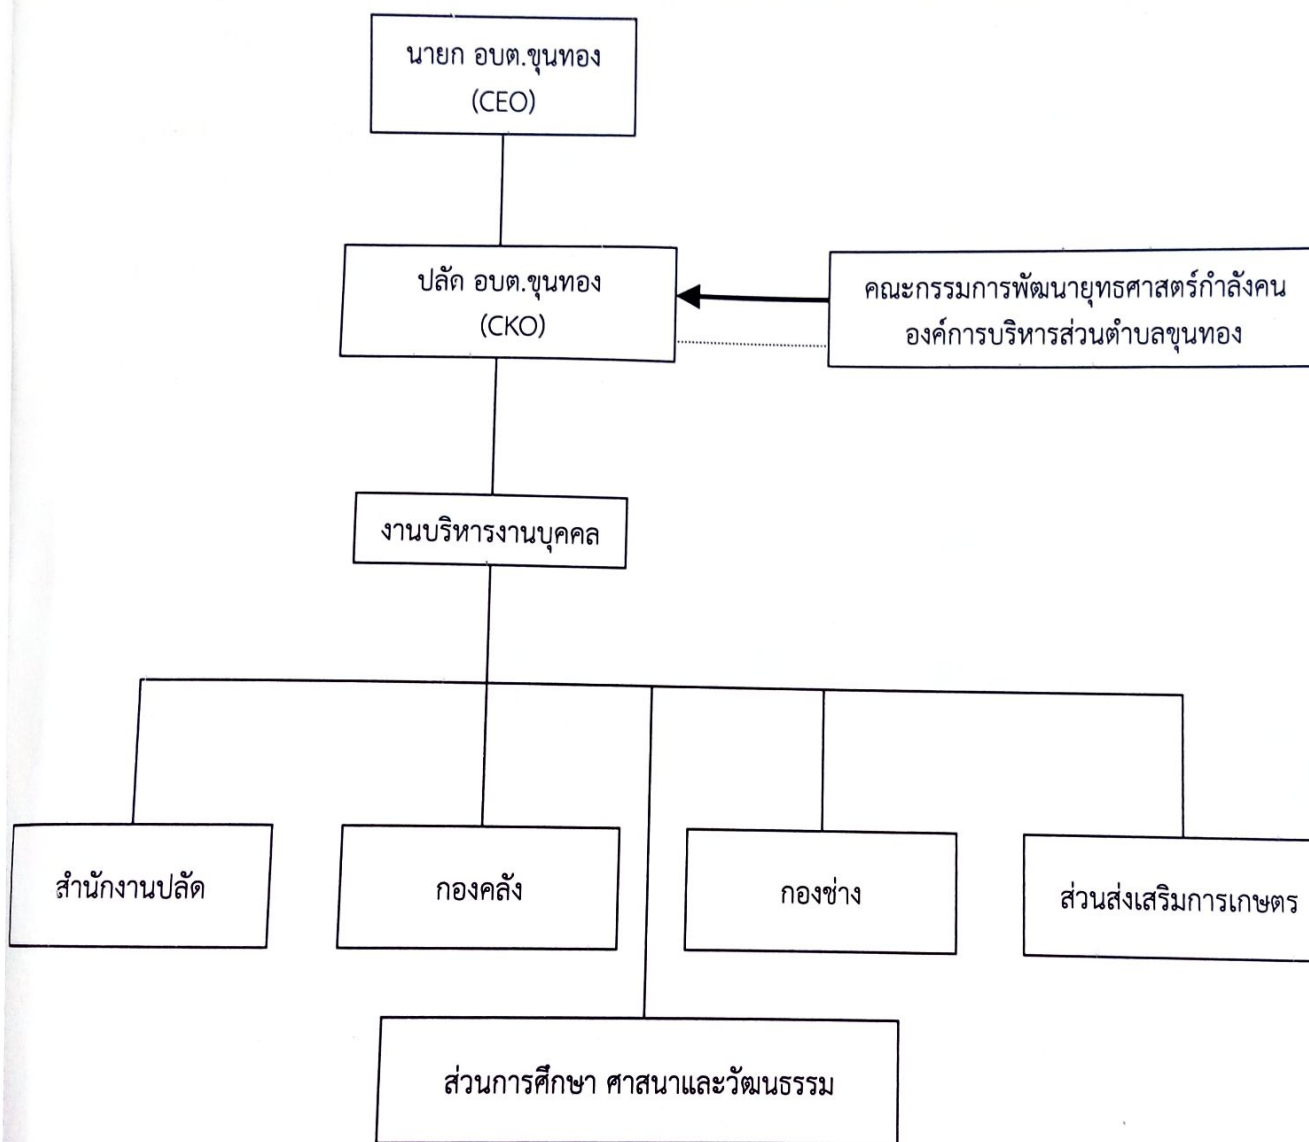 นายก อบต.ขุนทอง
(CEO)
ปลัด อบต.ขุนทอง
(CKO)
คณะกรรมการพัฒนายุทธศาสตร์กำลังคน
องค์การบริหารส่วนตำบลขุนทอง
งานบริหารงานบุคคล
สำนักงานปลัด
กองคลัง
กองช่าง
ส่วนส่งเสริมการเกษตร
ส่วนการศึกษา ศาสนาและวัฒนธรรม